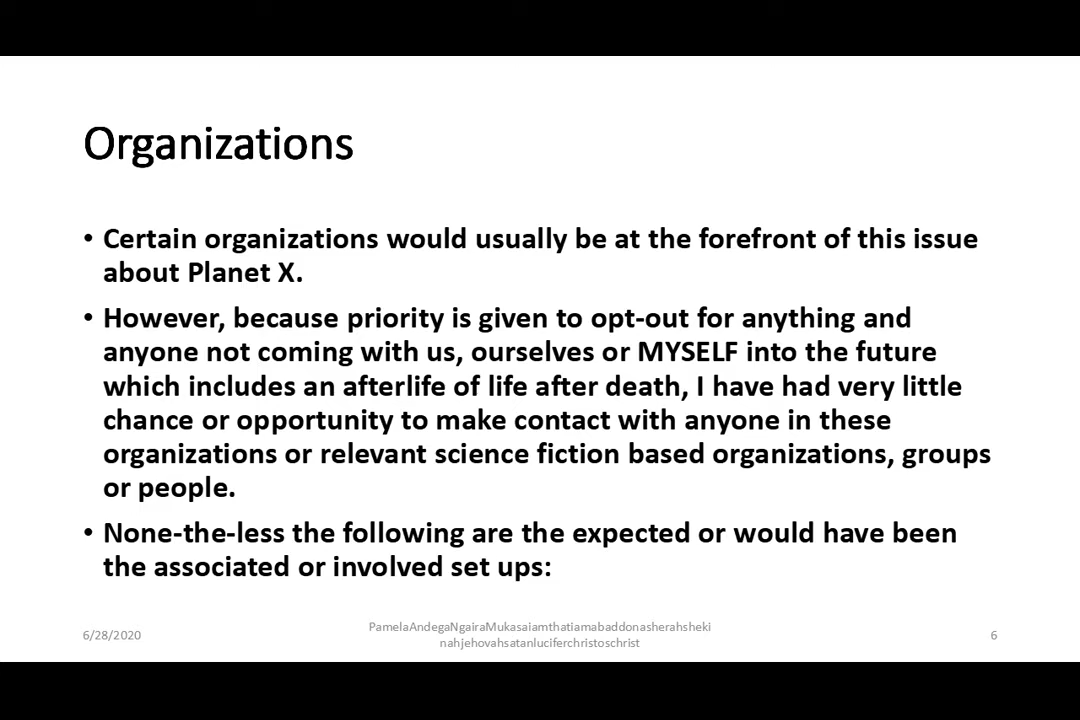 Organizations
• Certain organizations would usually be at the forefront of this issue
about Planet X.
• However, because priority is given to opt-out for anything and
anyone not coming with us, ourselves or MYSELF into the future
which includes an afterlife of life after death, I have had very little
chance or opportunity to make contact with anyone in these
organizations or relevant science fiction based organizations, groups
or people.
• None-the-less the following are the expected or would have been
the associated or involved set ups:
6/28/2020
PamelaAndegaNgairaMukasaiamthatiamabaddonasherahsheki
nahjehovahsatanluciferchristoschrist
6